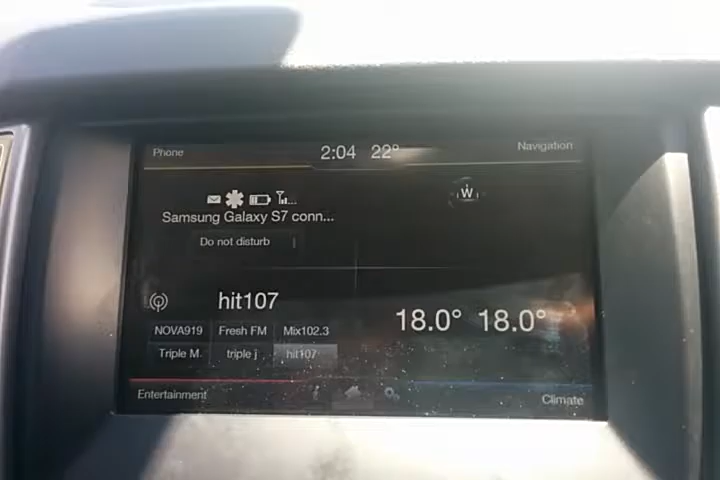 Phone 2:04 22° Navigation
W
Samsung Galaxy S7 conn...
Do not disturb
hit107
18.0° 18.0°
NOVA919 Fresh FM Mix102.3
Triple M triple j hit107
Entertainment Climate